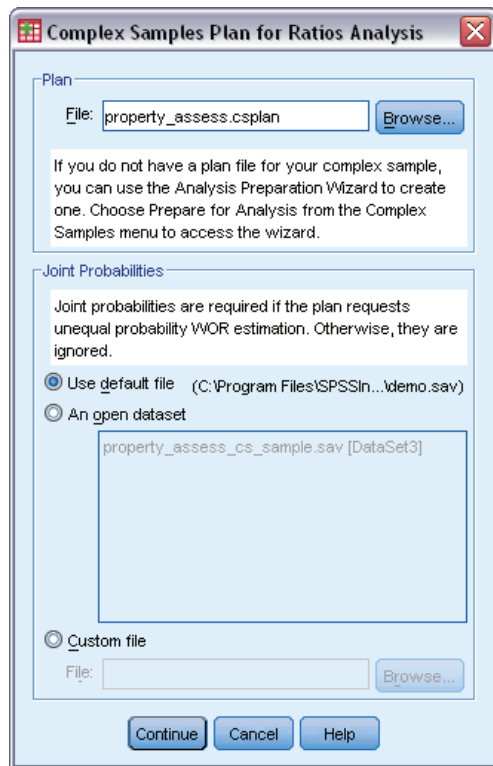 Complex Samples Plan for Ratios Analysis
Plan
File: property_assess.csplan Browse...
If you do not have a plan file for your complex sample,
you can use the Analysis Preparation Wizard to create
one. Choose Prepare for Analysis from the Complex
Samples menu to access the wizard.
Joint Probabilities
Joint probabilities are required if the plan requests
unequal probability WOR estimation. Otherwise, they are
ignored.
Use default file (C:\Program Files\SPSSIn...\demo.sav)
An open dataset
property_assess_cs_sample.sav [DataSet3]
Custom file
File: Browse...
Continue Cancel Help